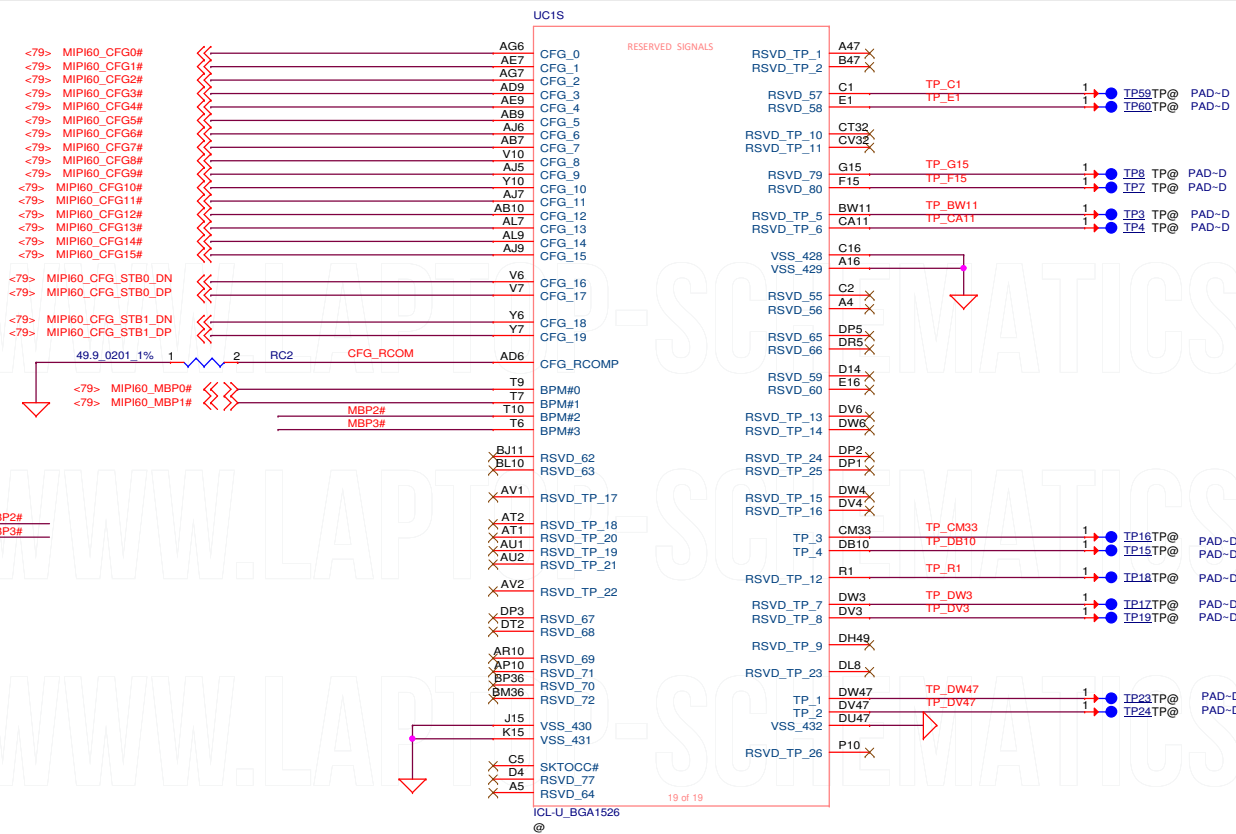 UC1S
RESERVED SIGNALS
<79> MIPI60_CFG0# AG6 CFG_0
<79> MIPI60_CFG1# AE7 CFG_1
<79> MIPI60_CFG2# AG7 CFG_2
<79> MIPI60_CFG3# AD9 CFG_3
<79> MIPI60_CFG4# AE9 CFG_4
<79> MIPI60_CFG5# AB9 CFG_5
<79> MIPI60_CFG6# AJ6 CFG_6
<79> MIPI60_CFG7# AB7 CFG_7
<79> MIPI60_CFG8# V10 CFG_8
<79> MIPI60_CFG9# AJ5 CFG_9
<79> MIPI60_CFG10# Y10 CFG_10
<79> MIPI60_CFG11# AJ7 CFG_11
<79> MIPI60_CFG12# AB10 CFG_12
<79> MIPI60_CFG13# AL7 CFG_13
<79> MIPI60_CFG14# AL9 CFG_14
<79> MIPI60_CFG15# AJ9 CFG_15
<79> MIPI60_CFG_STB0_DN V6 CFG_16
<79> MIPI60_CFG_STB0_DP V7 CFG_17
<79> MIPI60_CFG_STB1_DN Y6 CFG_18
<79> MIPI60_CFG_STB1_DP Y7 CFG_19
49.9_0201_1% 1 2 RC2 CFG_RCOM AD6 CFG_RCOMP
<79> MIPI60_MBP0# T9 BPM#0
<79> MIPI60_MBP1# T7 BPM#1
MBP2# T10 BPM#2
MBP3# T6 BPM#3
BJ11 RSVD_62
BL10 RSVD_63
AV1 RSVD_TP_17
P2# AT2 RSVD_TP_18
P3# AT1 RSVD_TP_20
AU1 RSVD_TP_19
AU2 RSVD_TP_21
AV2 RSVD_TP_22
DP3 RSVD_67
DT2 RSVD_68
AR10 RSVD_69
AP10 RSVD_71
BP36 RSVD_70
BM36 RSVD_72
J15 VSS_430
K15 VSS_431
C5 SKTOCC#
D4 RSVD_77
A5 RSVD_64
RSVD_TP_1 A47
RSVD_TP_2 B47
RSVD_57 C1 TP_C1 1 TP59 TP@ PAD~D
RSVD_58 E1 TP_E1 1 TP60 TP@ PAD~D
RSVD_TP_10 CT32
RSVD_TP_11 CV32
RSVD_79 G15 TP_G15 1 TP8 TP@ PAD~D
RSVD_80 F15 TP_F15 1 TP7 TP@ PAD~D
RSVD_TP_5 BW11 TP_BW11 1 TP3 TP@ PAD~D
RSVD_TP_6 CA11 TP_CA11 1 TP4 TP@ PAD~D
VSS_428 C16
VSS_429 A16
RSVD_55 C2
RSVD_56 A4
RSVD_65 DP5
RSVD_66 DR5
RSVD_59 D14
RSVD_60 E16
RSVD_TP_13 DV6
RSVD_TP_14 DW6
RSVD_TP_24 DP2
RSVD_TP_25 DP1
RSVD_TP_15 DW4
RSVD_TP_16 DV4
TP_3 CM33 TP_CM33 1 TP16 TP@ PAD~D
TP_4 DB10 TP_DB10 1 TP15 TP@ PAD~D
RSVD_TP_12 R1 TP_R1 1 TP18 TP@ PAD~D
RSVD_TP_7 DW3 TP_DW3 1 TP17 TP@ PAD~D
RSVD_TP_8 DV3 TP_DV3 1 TP19 TP@ PAD~D
RSVD_TP_9 DH49
RSVD_TP_23 DL8
TP_1 DW47 TP_DW47 1 TP23 TP@ PAD~D
TP_2 DV47 TP_DV47 1 TP24 TP@ PAD~D
VSS_432 DU47
RSVD_TP_26 P10
19 of 19
ICL-U_BGA1526
@
WWW.LAPTOP-SCHEMATICS
WWW.LAPTOP-SCHEMATICS
WWW.LAPTOP-SCHEMATICS